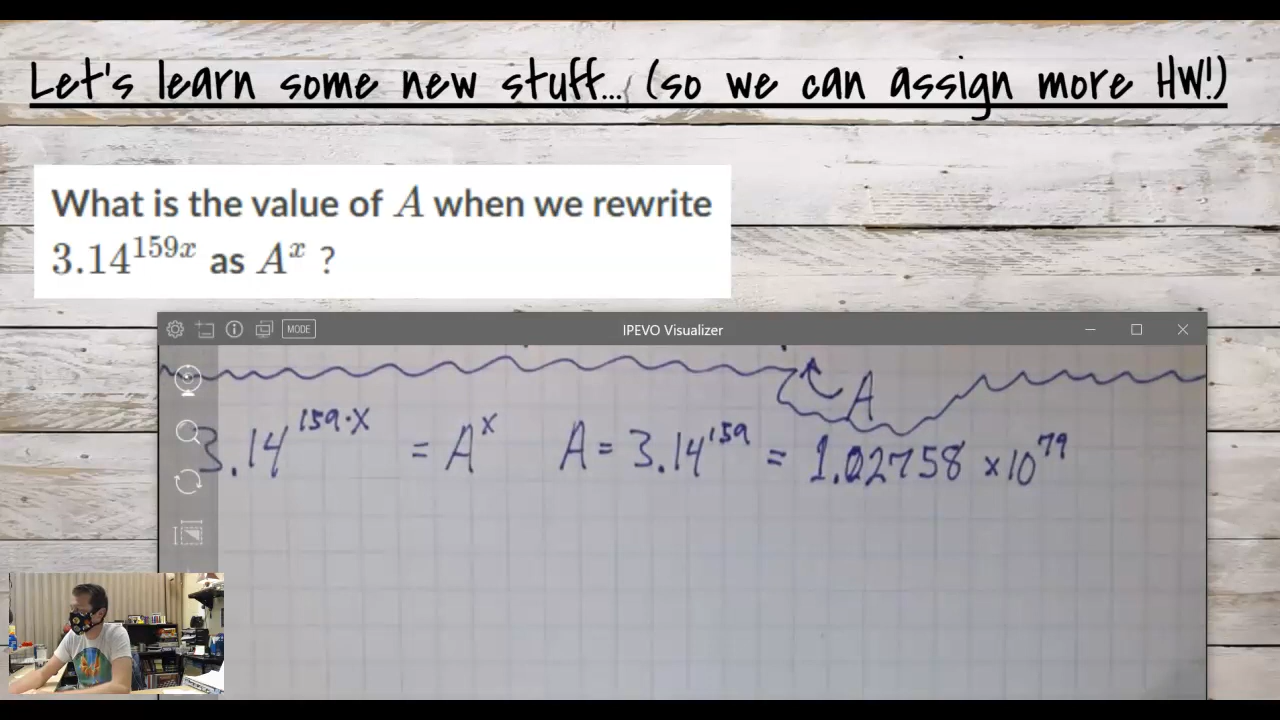 Let's learn some new stuff... (so we can assign more HW!)
What is the value of A when we rewrite
3.14^{159x} as A^x ?
MODE
IPEVO Visualizer
A
3.14^{159·x} = A^x A = 3.14^{159} = 1.02758 ×10^{79}